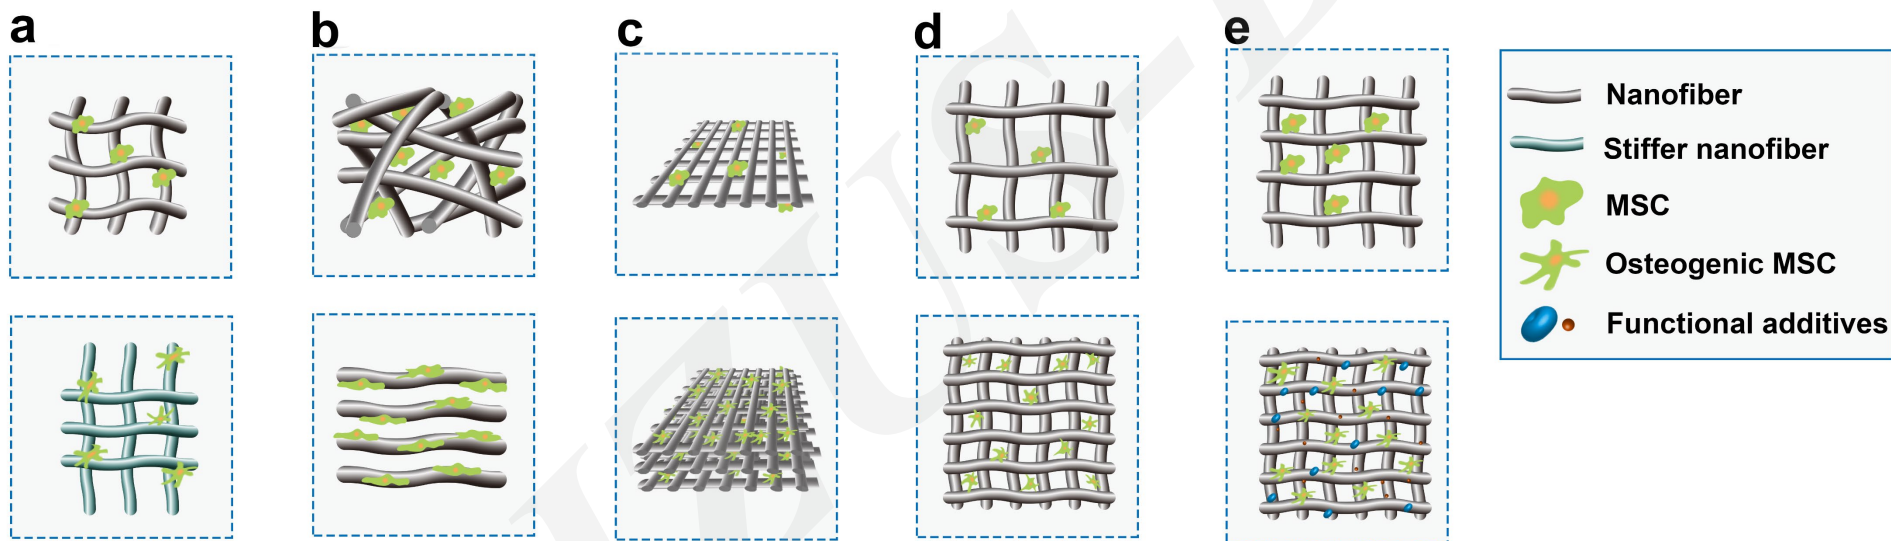 a b c d e
Nanofiber
Stiffer nanofiber
MSC
Osteogenic MSC
Functional additives